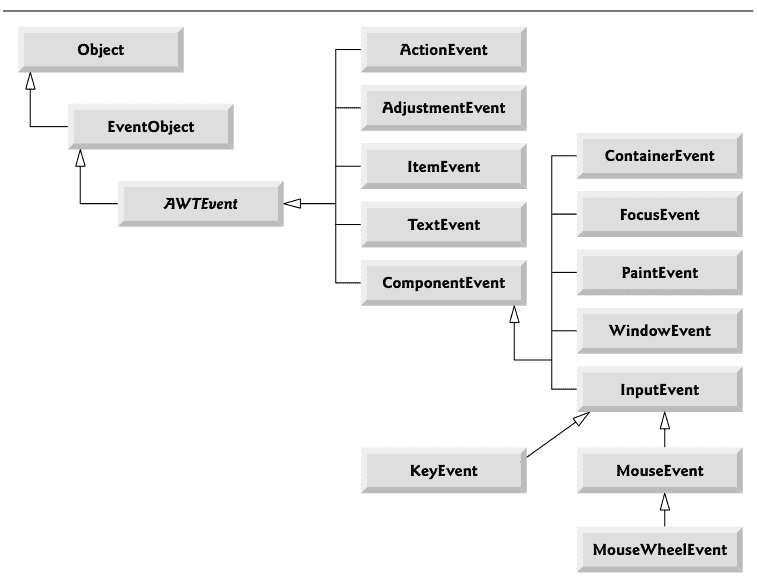 Object
ActionEvent
AdjustmentEvent
EventObject
ContainerEvent
ItemEvent
AWTEvent
FocusEvent
TextEvent
PaintEvent
ComponentEvent
WindowEvent
InputEvent
KeyEvent
MouseEvent
MouseWheelEvent